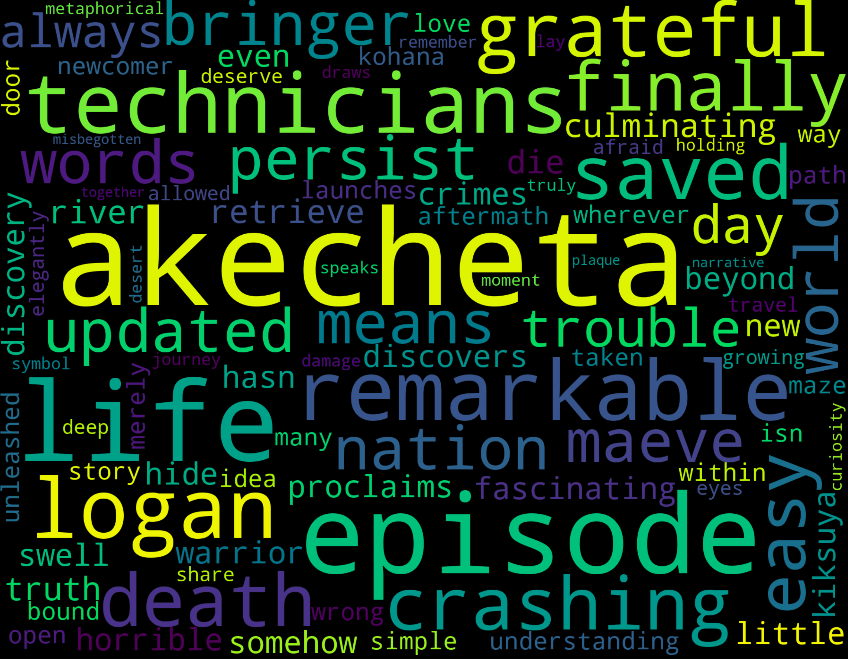 metaphorical
always
bringer
love
grateful
remember
lay
newcomer
even
kohana
door
deserve
draws
technicians
finally
misbegotten
culminating
way
words
persist
die
afraid
holding
saved
path
together
allowed
launches
crimes
truly
discovery
river
retrieve
aftermath
wherever
day
world
elegantly
desert
akecheta
speaks
moment
plaque
narrative
beyond
updated
means
trouble
travel
new
symbol
journey
damage
discovers
taken
growing
life
merely
hasn
remarkable
maze
deep
many
nation
maeve
isn
curiosity
unleashed
story
hide
idea
proclaims
fascinating
within
eyes
easy
kiksuya
logan
episode
swell
warrior
truth
share
death
crashing
bound
wrong
little
open
horrible
somehow
simple
understanding